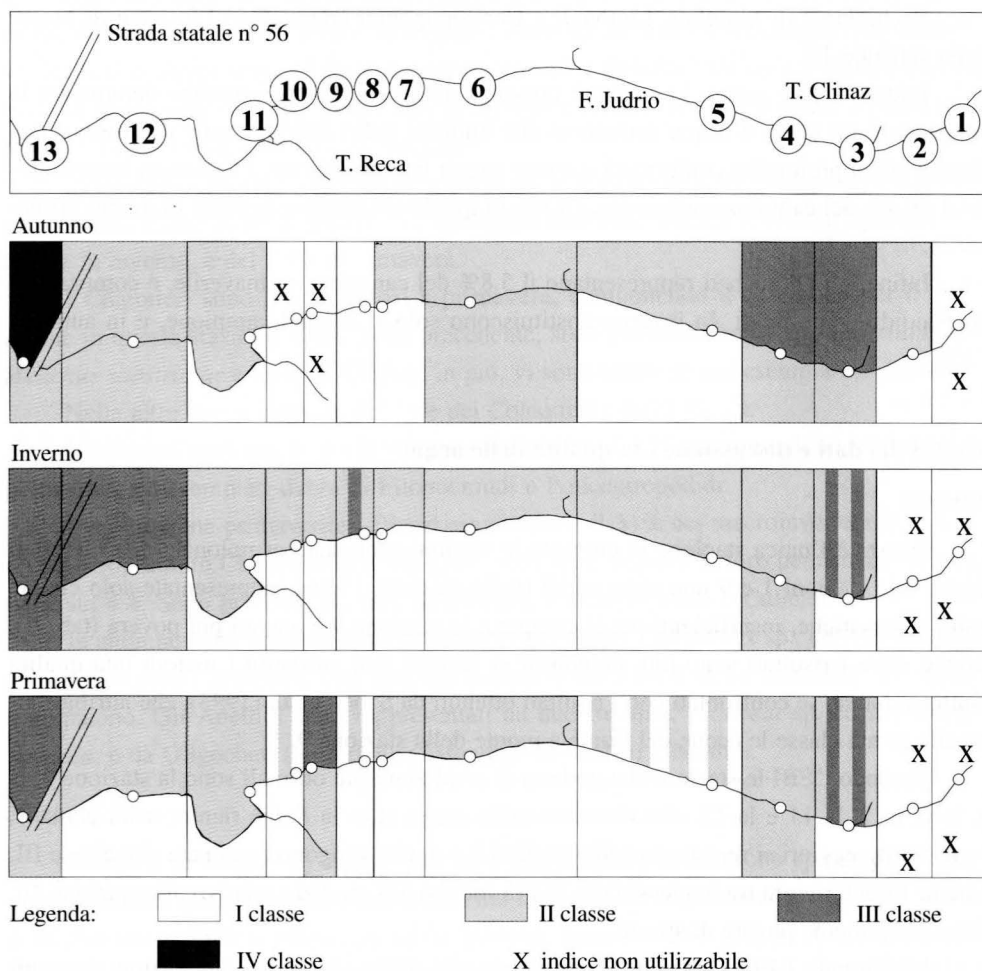 Strada statale n° 56
10
9
8
7
6
F. Judrio
T. Clinaz
5
4
3
2
1
11
12
13
T. Reca
Autunno
X
X
X
X
X
Inverno
X
X
X
X
Primavera
X
X
X
X
Legenda:
I classe
II classe
III classe
IV classe
X indice non utilizzabile